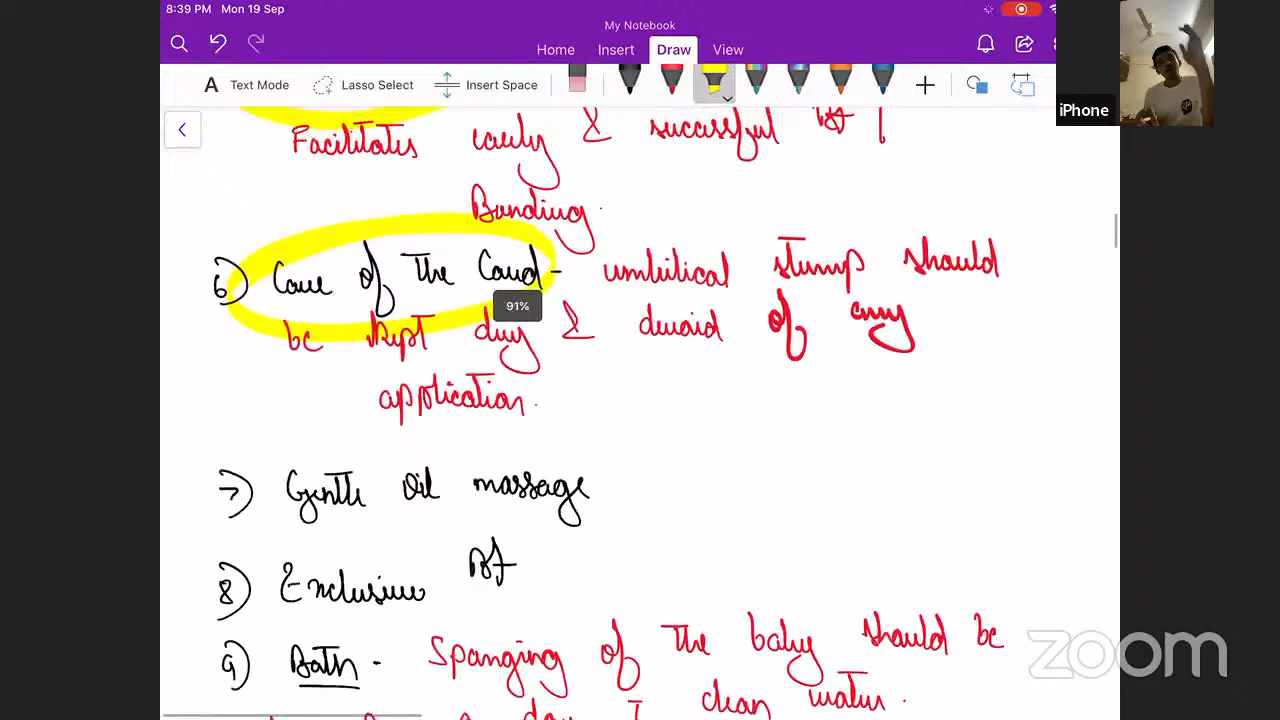 8:39 PM Mon 19 Sep
My Notebook
Home Insert Draw View
Text Mode Lasso Select Insert Space
iPhone
Facilitates early & successful
Bonding.
6) Care of the Cord - umbilical stump should
91%
be kept dry & devoid of any
application.
7) Gentle Oil massage
8) Exclusive Bf
9) Bath - Sponging of the baby should be
clean water.
zoom